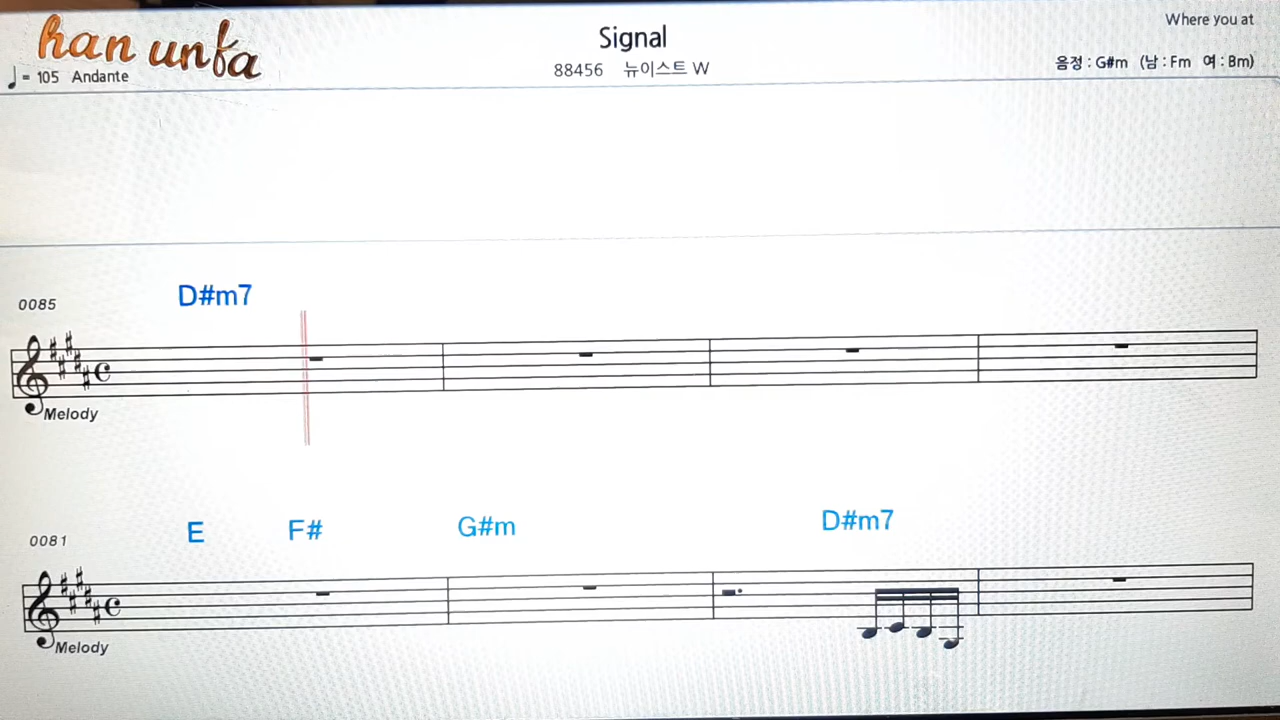 han unfa
Signal
Where you at
♩= 105 Andante
88456 뉴이스트 W
음정 : G#m (남 : Fm 여 : Bm)
0085
D#m7
Melody
0081
E F# G#m D#m7
Melody